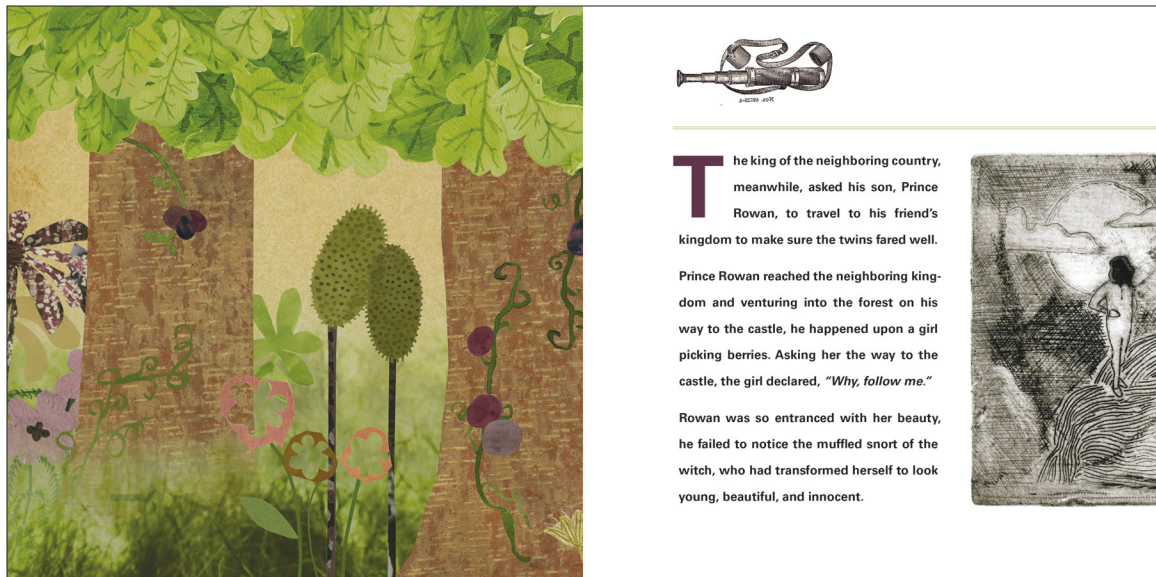 The king of the neighboring country,
meanwhile, asked his son, Prince
Rowan, to travel to his friend's
kingdom to make sure the twins fared well.
Prince Rowan reached the neighboring king-
dom and venturing into the forest on his
way to the castle, he happened upon a girl
picking berries. Asking her the way to the
castle, the girl declared, "Why, follow me."
Rowan was so entranced with her beauty,
he failed to notice the muffled snort of the
witch, who had transformed herself to look
young, beautiful, and innocent.